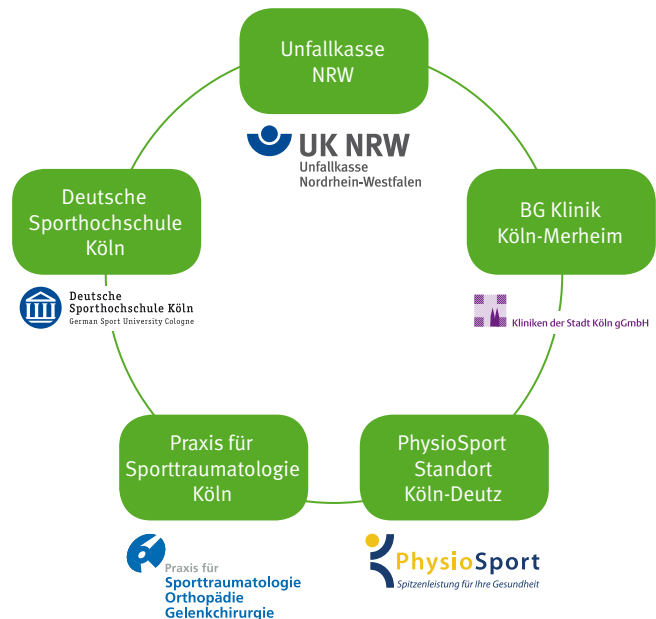 Unfallkasse
NRW
UK NRW
Unfallkasse
Nordrhein-Westfalen
Deutsche
Sporthochschule
Köln
Deutsche
Sporthochschule Köln
German Sport University Cologne
BG Klinik
Köln-Merheim
Kliniken der Stadt Köln gGmbH
Praxis für
Sporttraumatologie
Köln
Praxis für
Sporttraumatologie
Orthopädie
Gelenkchirurgie
PhysioSport
Standort
Köln-Deutz
PhysioSport
Spitzenleistung für Ihre Gesundheit